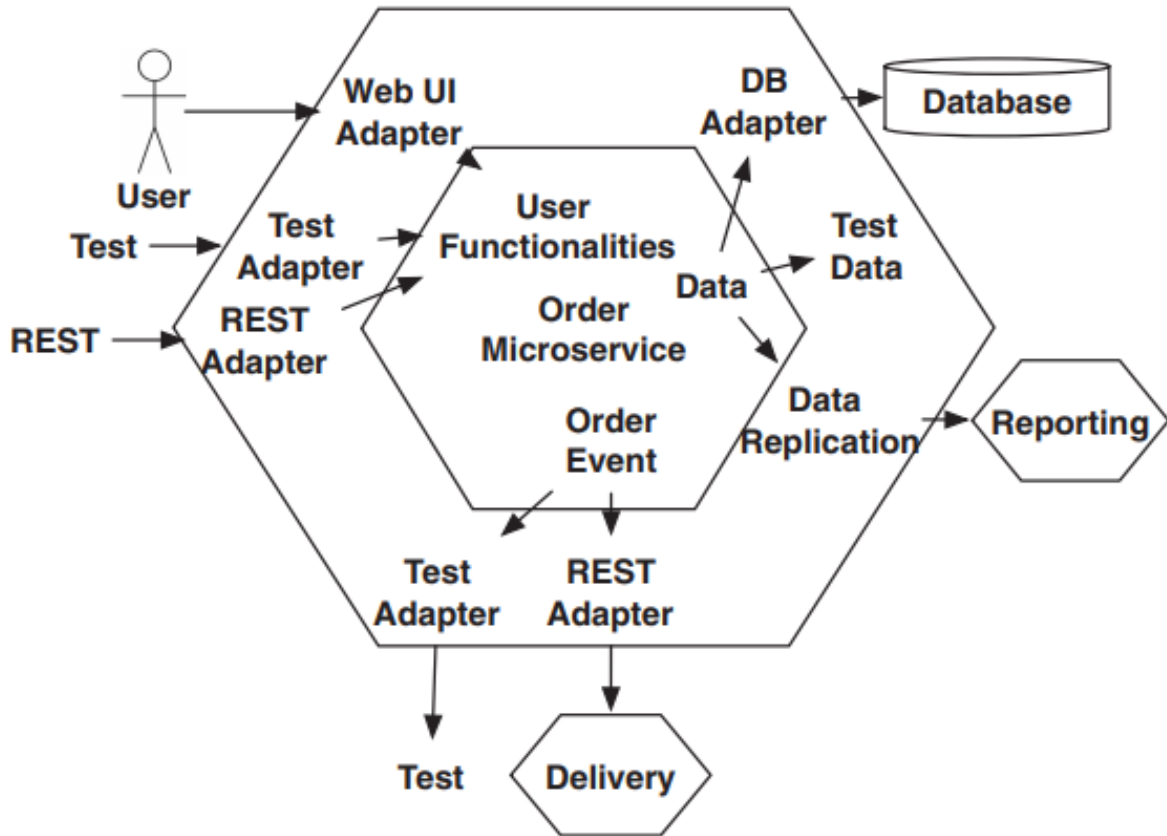 Web UI
Adapter
DB
Adapter
Database
User
Test
Test
Adapter
User
Functionalities
Test
Data
Data
REST
REST
Adapter
Order
Microservice
Data
Replication
Reporting
Order
Event
Test
Adapter
REST
Adapter
Test
Delivery